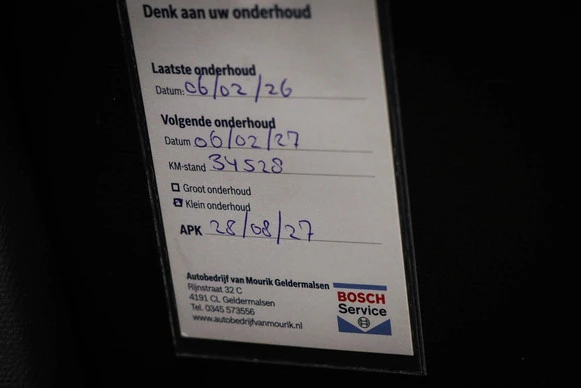 Denk aan uw onderhoud
Laatste onderhoud
Datum: 06/02/26
Volgende onderhoud
Datum 06/02/27
KM-stand 34528
Groot onderhoud
Klein onderhoud
APK 28/08/27
Autobedrijf van Mourik Geldermalsen
Rijnstraat 32 C
4191 CL Geldermalsen
Tel. 0345 573556
www.autobedrijfvanmourik.nl
BOSCH
Service